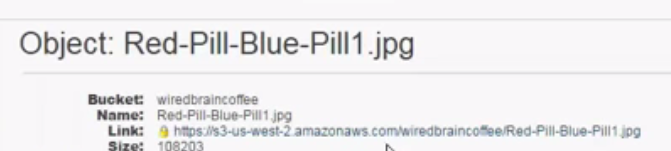 Object: Red-Pill-Blue-Pill1.jpg
Bucket: wiredbraincoffee
Name: Red-Pill-Blue-Pill1.jpg
Link: https://s3-us-west-2.amazonaws.com/wiredbraincoffee/Red-Pill-Blue-Pill1.jpg
Size: 108203